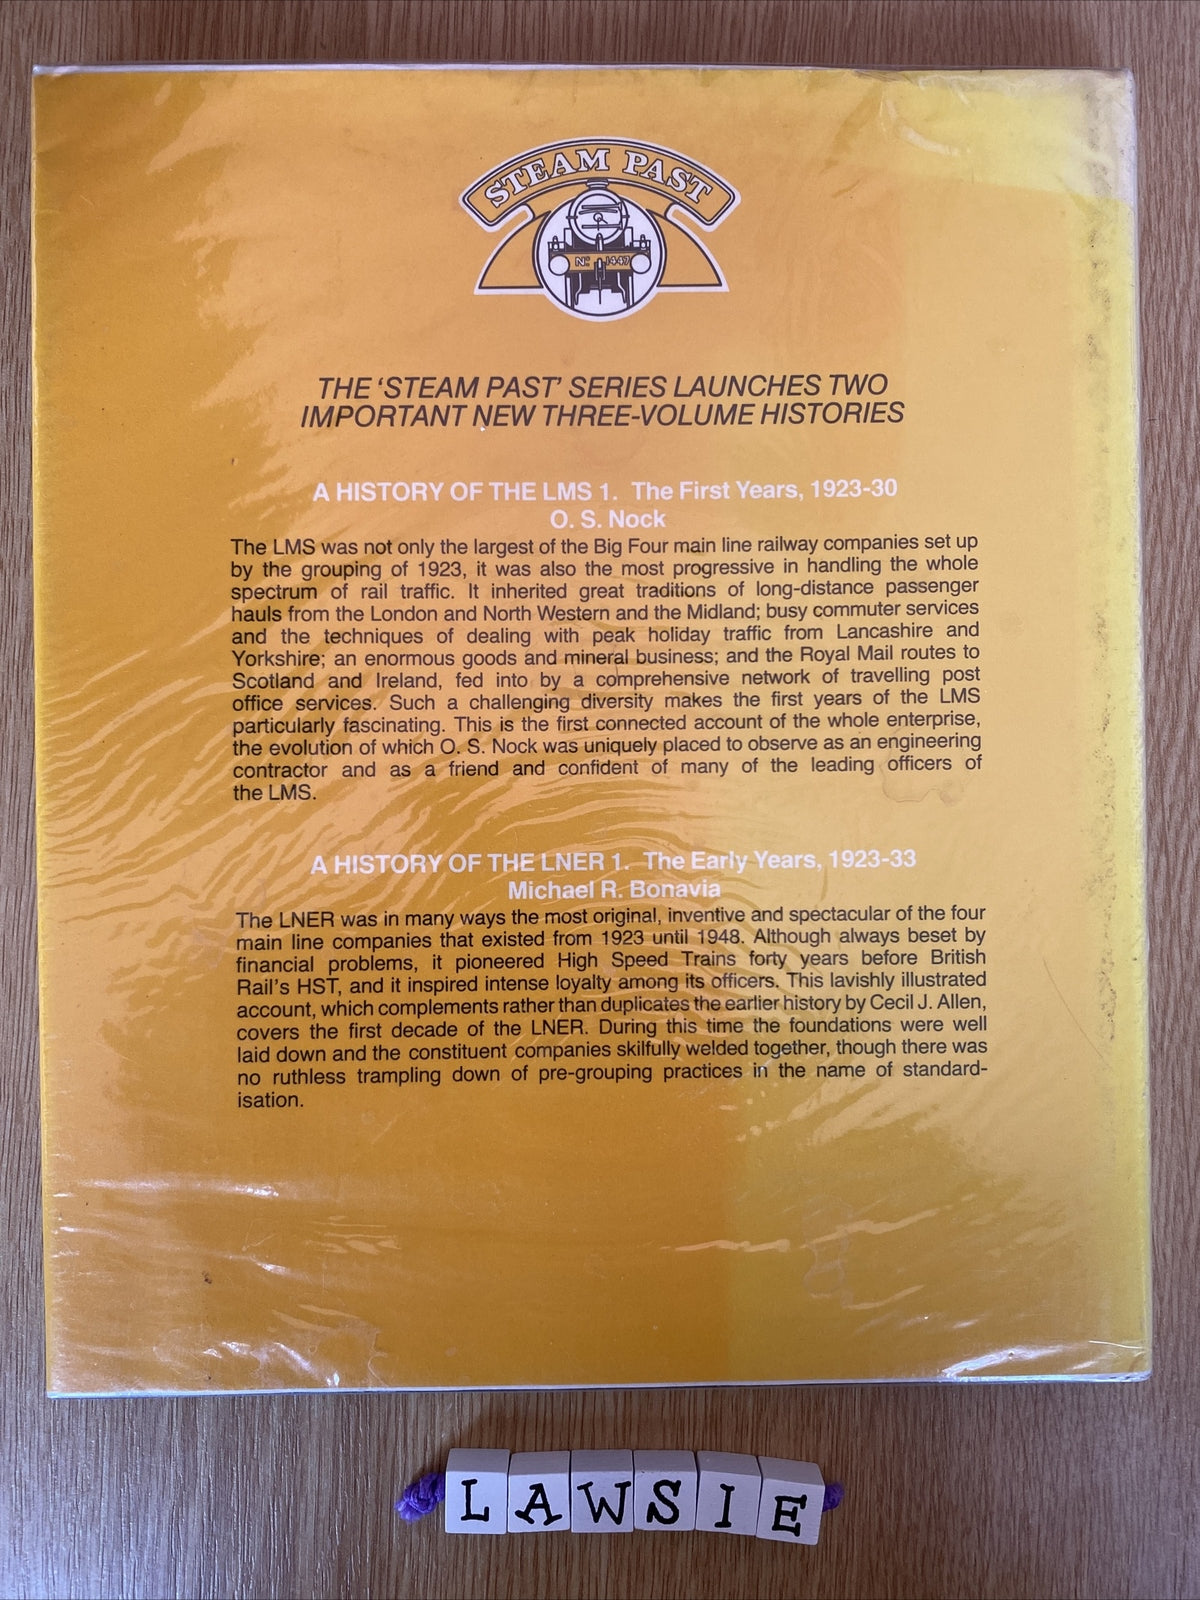 STEAM PAST
No 1447
THE ‘STEAM PAST’ SERIES LAUNCHES TWO
IMPORTANT NEW THREE-VOLUME HISTORIES
A HISTORY OF THE LMS 1. The First Years, 1923-30
O. S. Nock
The LMS was not only the largest of the Big Four main line railway companies set up
by the grouping of 1923, it was also the most progressive in handling the whole
spectrum of rail traffic. It inherited great traditions of long-distance passenger
hauls from the London and North Western and the Midland; busy commuter services
and the techniques of dealing with peak holiday traffic from Lancashire and
Yorkshire; an enormous goods and mineral business; and the Royal Mail routes to
Scotland and Ireland, fed into by a comprehensive network of travelling post
office services. Such a challenging diversity makes the first years of the LMS
particularly fascinating. This is the first connected account of the whole enterprise,
the evolution of which O. S. Nock was uniquely placed to observe as an engineering
contractor and as a friend and confident of many of the leading officers of
the LMS.
A HISTORY OF THE LNER 1. The Early Years, 1923-33
Michael R. Bonavia
The LNER was in many ways the most original, inventive and spectacular of the four
main line companies that existed from 1923 until 1948. Although always beset by
financial problems, it pioneered High Speed Trains forty years before British
Rail’s HST, and it inspired intense loyalty among its officers. This lavishly illustrated
account, which complements rather than duplicates the earlier history by Cecil J. Allen,
covers the first decade of the LNER. During this time the foundations were well
laid down and the constituent companies skilfully welded together, though there was
no ruthless trampling down of pre-grouping practices in the name of standard-
isation.
LAWSIE